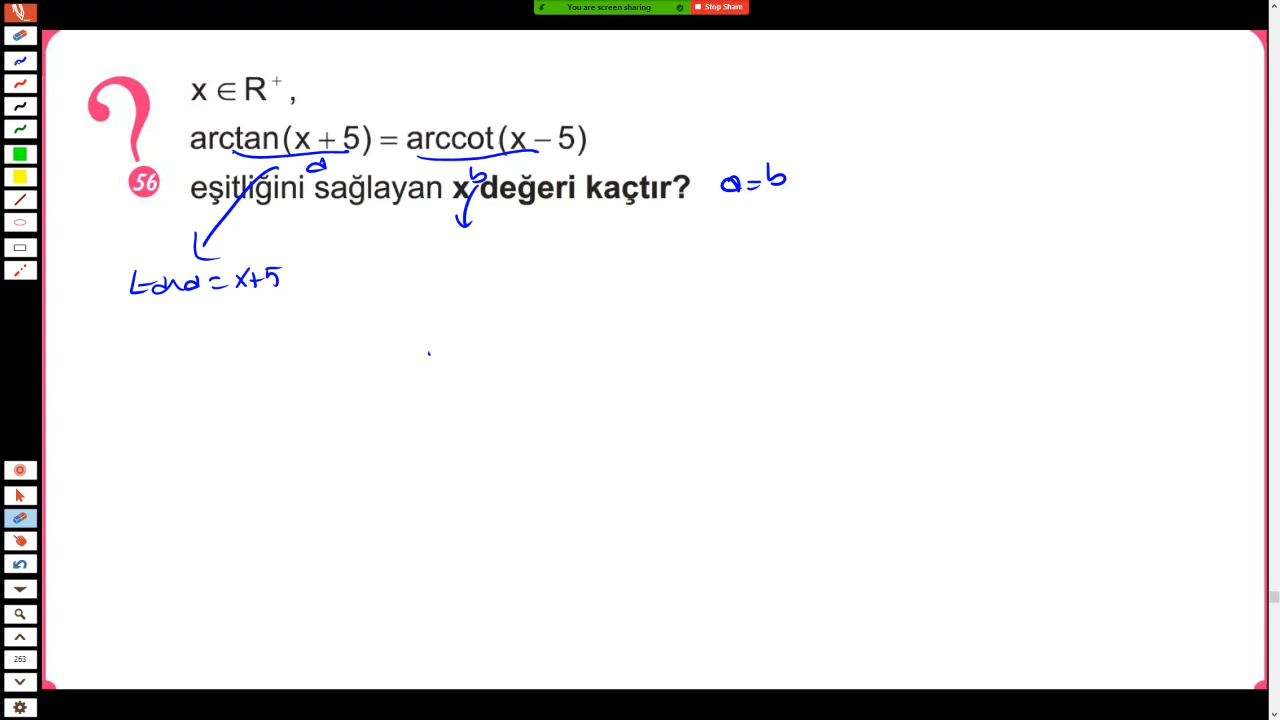 You are screen sharing Stop Share
x ∈ R⁺ ,
arctan(x + 5) = arccot(x – 5)
a b
56 eşitliğini sağlayan x değeri kaçtır? a=b
tana = x+5
263